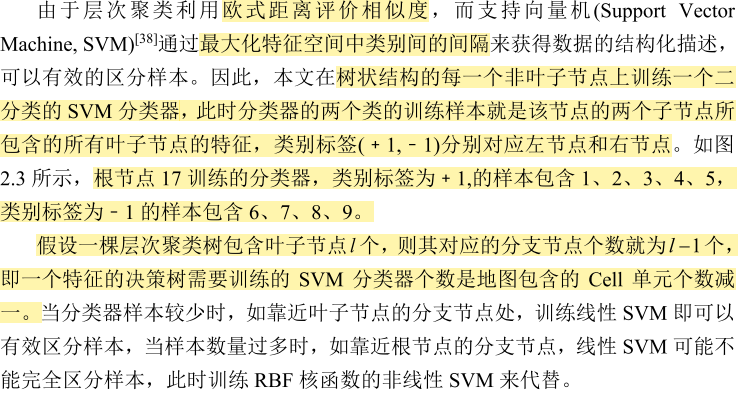 由于层次聚类利用欧式距离评价相似度，而支持向量机(Support Vector
Machine, SVM)[38]通过最大化特征空间中类别间的间隔来获得数据的结构化描述，
可以有效的区分样本。因此，本文在树状结构的每一个非叶子节点上训练一个二
分类的 SVM 分类器，此时分类器的两个类的训练样本就是该节点的两个子节点所
包含的所有叶子节点的特征，类别标签(+1,−1)分别对应左节点和右节点。如图
2.3 所示，根节点 17 训练的分类器，类别标签为+1,的样本包含 1、2、3、4、5，
类别标签为−1 的样本包含 6、7、8、9。
假设一棵层次聚类树包含叶子节点l个，则其对应的分支节点个数就为l−1个，
即一个特征的决策树需要训练的 SVM 分类器个数是地图包含的 Cell 单元个数减
一。当分类器样本较少时，如靠近叶子节点的分支节点处，训练线性 SVM 即可以
有效区分样本，当样本数量过多时，如靠近根节点的分支节点，线性 SVM 可能不
能完全区分样本，此时训练 RBF 核函数的非线性 SVM 来代替。